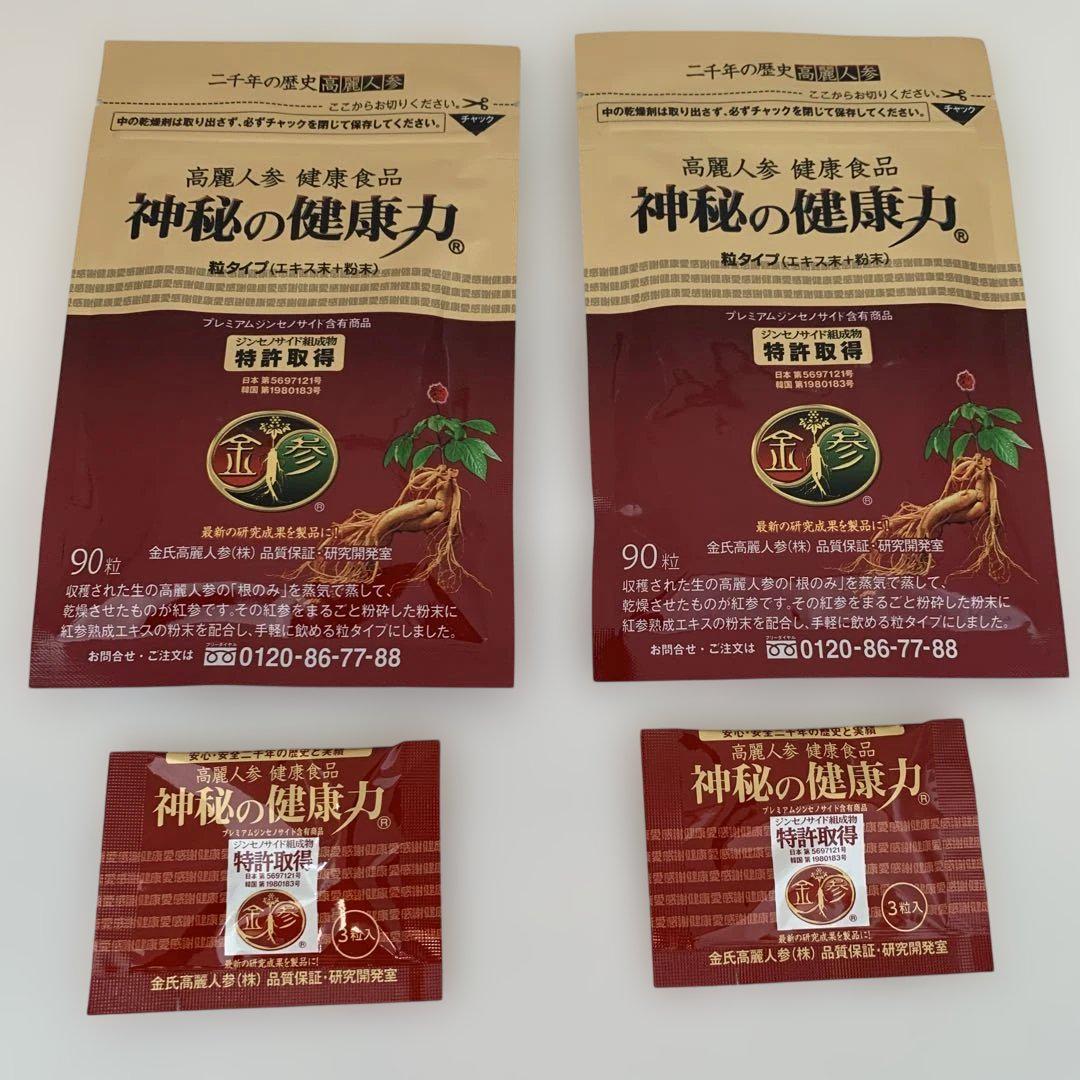 二千年の歴史 高麗人参
ここからお切りください。
中の乾燥剤は取り出さず、必ずチャックを閉じて保存してください。
チャック
高麗人参 健康食品
神秘の健康力®
粒タイプ(エキス末+粉末)
プレミアムジンセノサイド含有商品
ジンセノサイド組成物
特許取得
日本 第5697121号
韓国 第1980183号
金 参
®
最新の研究成果を製品に!
金氏高麗人参(株) 品質保証・研究開発室
90粒
収穫された生の高麗人参の「根のみ」を蒸気で蒸して、
乾燥させたものが紅参です。その紅参をまるごと粉砕した粉末に
紅参熟成エキスの粉末を配合し、手軽に飲める粒タイプにしました。
お問合せ・ご注文は フリーダイヤル 0120-86-77-88
二千年の歴史 高麗人参
ここからお切りください。
中の乾燥剤は取り出さず、必ずチャックを閉じて保存してください。
チャック
高麗人参 健康食品
神秘の健康力®
粒タイプ(エキス末+粉末)
プレミアムジンセノサイド含有商品
ジンセノサイド組成物
特許取得
日本 第5697121号
韓国 第1980183号
金 参
®
最新の研究成果を製品に!
金氏高麗人参(株) 品質保証・研究開発室
90粒
収穫された生の高麗人参の「根のみ」を蒸気で蒸して、
乾燥させたものが紅参です。その紅参をまるごと粉砕した粉末に
紅参熟成エキスの粉末を配合し、手軽に飲める粒タイプにしました。
お問合せ・ご注文は フリーダイヤル 0120-86-77-88
安心・安全二千年の歴史と実績
高麗人参 健康食品
神秘の健康力®
プレミアムジンセノサイド含有商品
ジンセノサイド組成物
特許取得
日本 第5697121号
韓国 第1980183号
金 参
®
3粒入
最新の研究成果を製品に!
金氏高麗人参(株) 品質保証・研究開発室
安心・安全二千年の歴史と実績
高麗人参 健康食品
神秘の健康力®
プレミアムジンセノサイド含有商品
ジンセノサイド組成物
特許取得
日本 第5697121号
韓国 第1980183号
金 参
®
3粒入
最新の研究成果を製品に!
金氏高麗人参(株) 品質保証・研究開発室